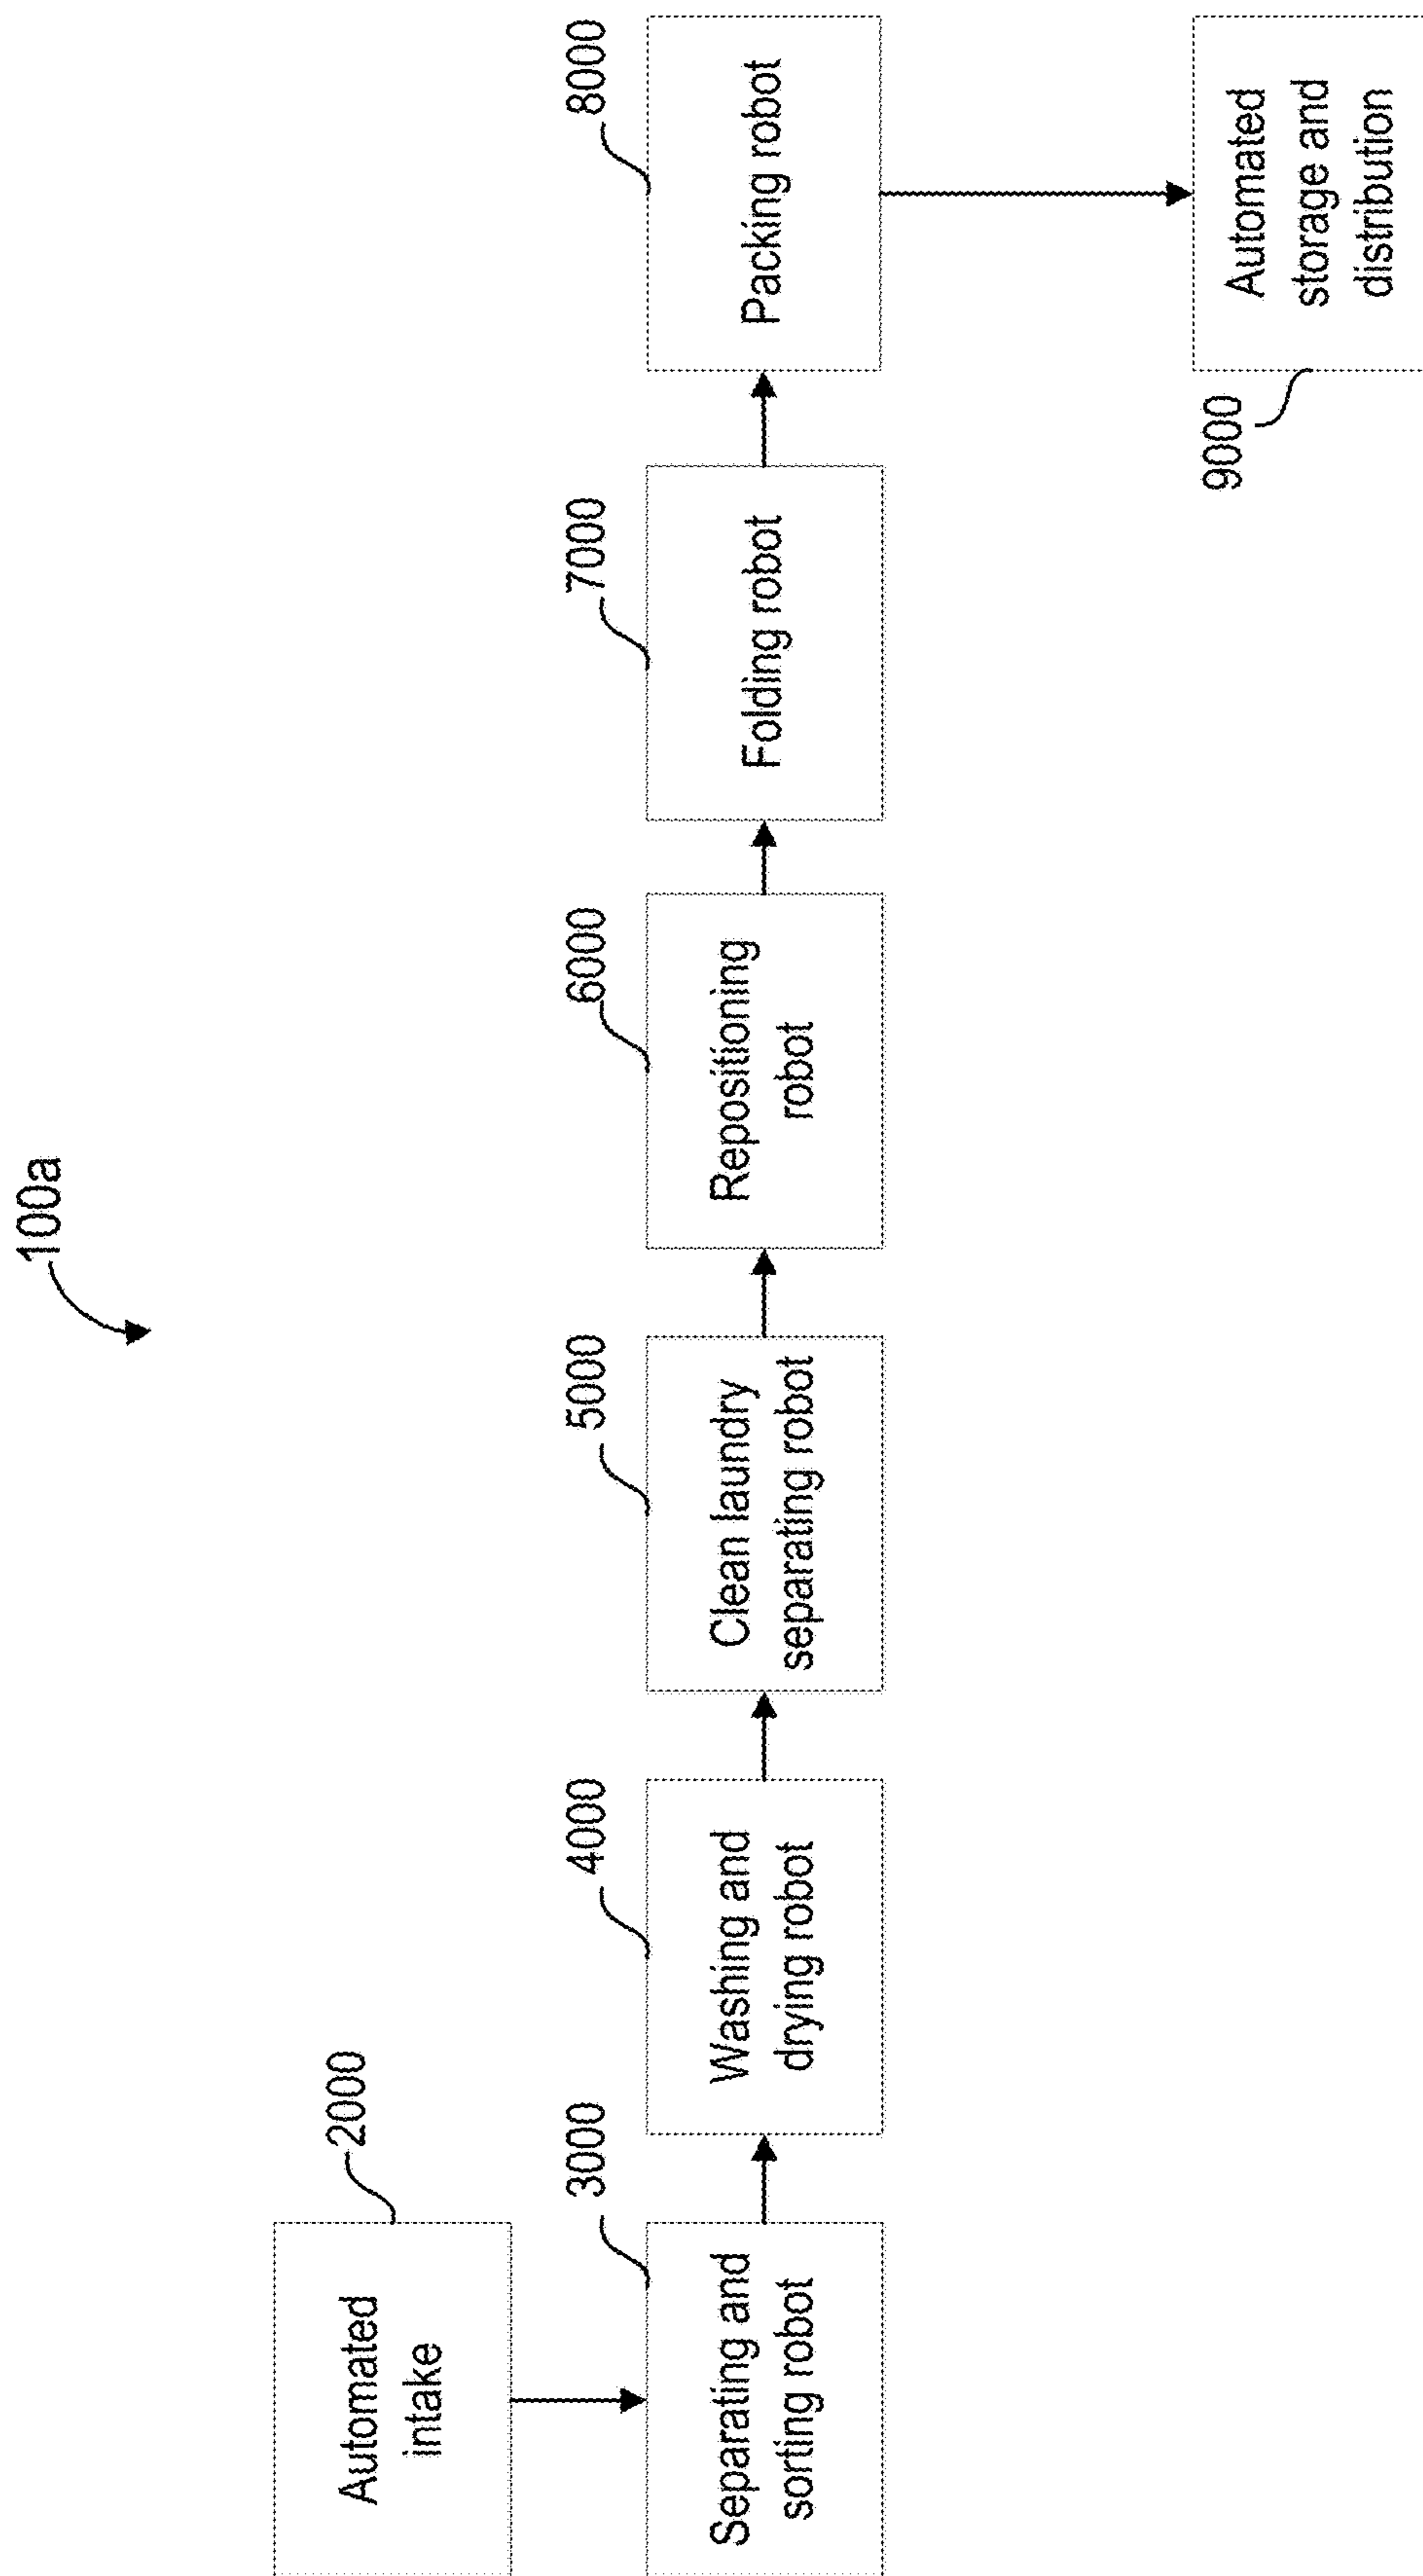 100a
2000
Automated
intake
3000
Separating and
sorting robot
4000
Washing and
drying robot
5000
Clean laundry
separating robot
6000
Repositioning
robot
7000
Folding robot
8000
Packing robot
9000
Automated
storage and
distribution